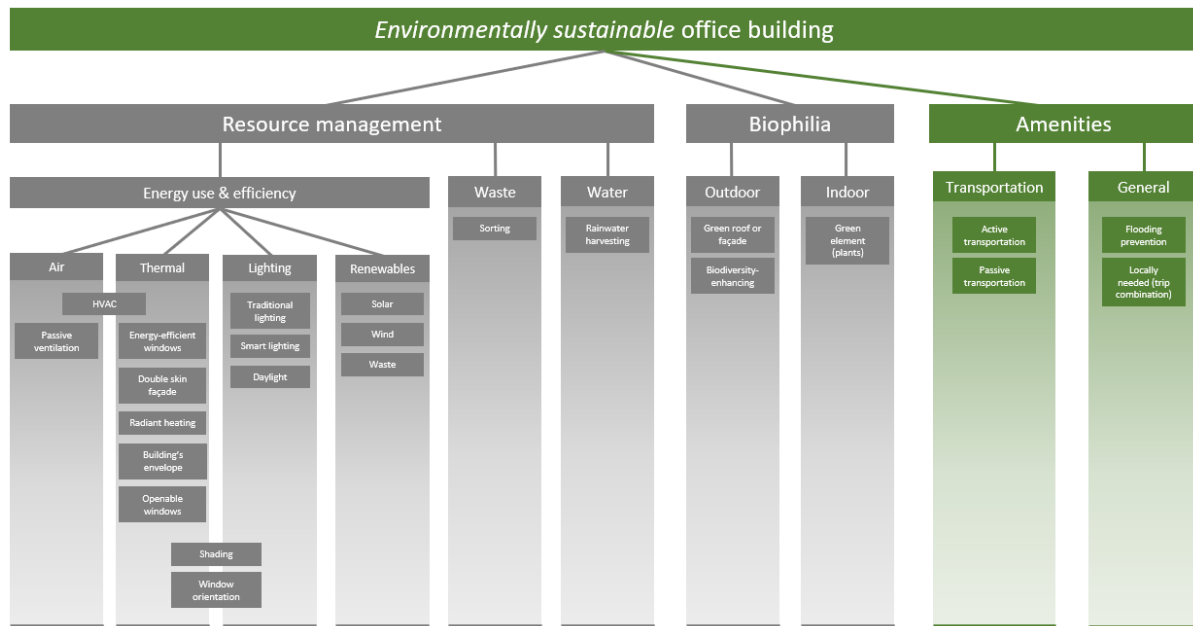 Environmentally sustainable office building
Resource management
Biophilia
Amenities
Energy use & efficiency
Waste
Water
Outdoor
Indoor
Transportation
General
Sorting
Rainwater
harvesting
Green roof or
façade
Biodiversity-
enhancing
Green
element
(plants)
Active
transportation
Passive
transportation
Flooding
prevention
Locally
needed (trip
combination)
Air
Thermal
Lighting
Renewables
HVAC
Passive
ventilation
Energy-efficient
windows
Double skin
façade
Radiant heating
Building's
envelope
Openable
windows
Traditional
lighting
Smart lighting
Daylight
Solar
Wind
Waste
Shading
Window
orientation